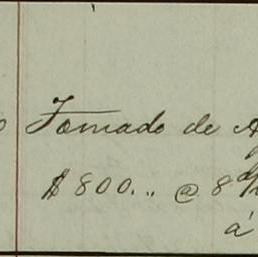 Tomado de
$ 800.,, @ 8
á